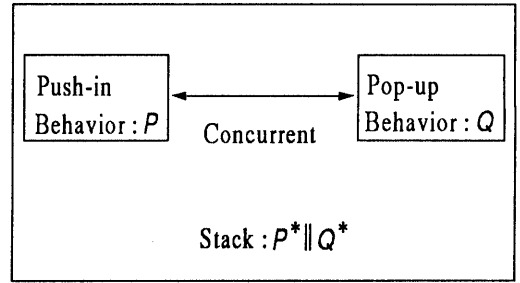 Push-in
Behavior : P
Pop-up
Behavior : Q
Concurrent
Stack : P*||Q*